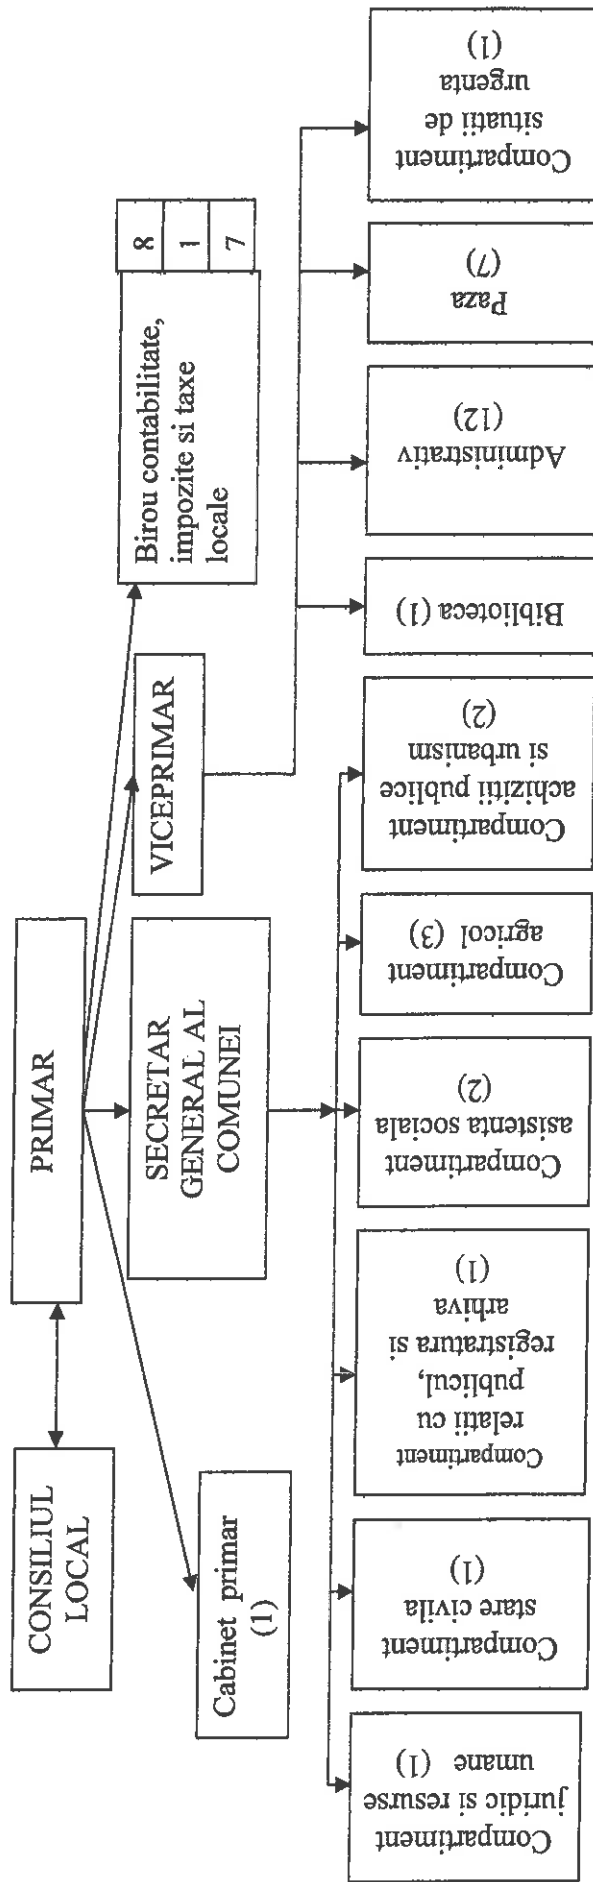 CONSILIUL
LOCAL
PRIMAR
Cabinet primar
(1)
SECRETAR
GENERAL AL
COMUNEI
VICEPRIMAR
Birou contabilitate,
impozite si taxe
locale
8
1
7
Compartiment
juridic si resurse
umane (1)
Compartiment
stare civila
(1)
Compartiment
relatii cu
publicul,
registratura si
arhiva
(1)
Compartiment
asistenta sociala
(2)
Compartiment
agricol (3)
Compartiment
achizitii publice
si urbanism
(2)
Biblioteca (1)
Administrativ
(12)
Paza
(7)
Compartiment
situatii de
urgenta
(1)